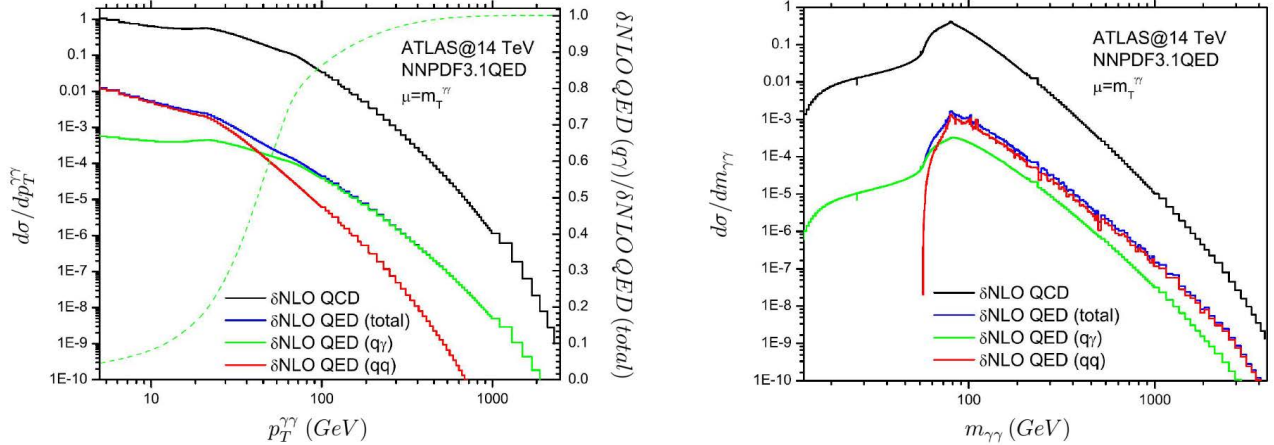 1
0.1
0.01
1E-3
1E-4
1E-5
1E-6
1E-7
1E-8
1E-9
1E-10
dσ/dp_T^γγ
ATLAS@14 TeV
NNPDF3.1QED
μ=m_T^γγ
δNLO QCD
δNLO QED (total)
δNLO QED (qγ)
δNLO QED (qq)
10 100 1000
p_T^γγ (GeV)
1.0
0.9
0.8
0.7
0.6
0.5
0.4
0.3
0.2
0.1
0.0
δNLOQED(qγ)/δNLOQED(total)
1
0.1
0.01
1E-3
1E-4
1E-5
1E-6
1E-7
1E-8
1E-9
1E-10
dσ/dm_γγ
ATLAS@14 TeV
NNPDF3.1QED
μ=m_T^γγ
δNLO QCD
δNLO QED (total)
δNLO QED (qγ)
δNLO QED (qq)
100 1000
m_γγ (GeV)